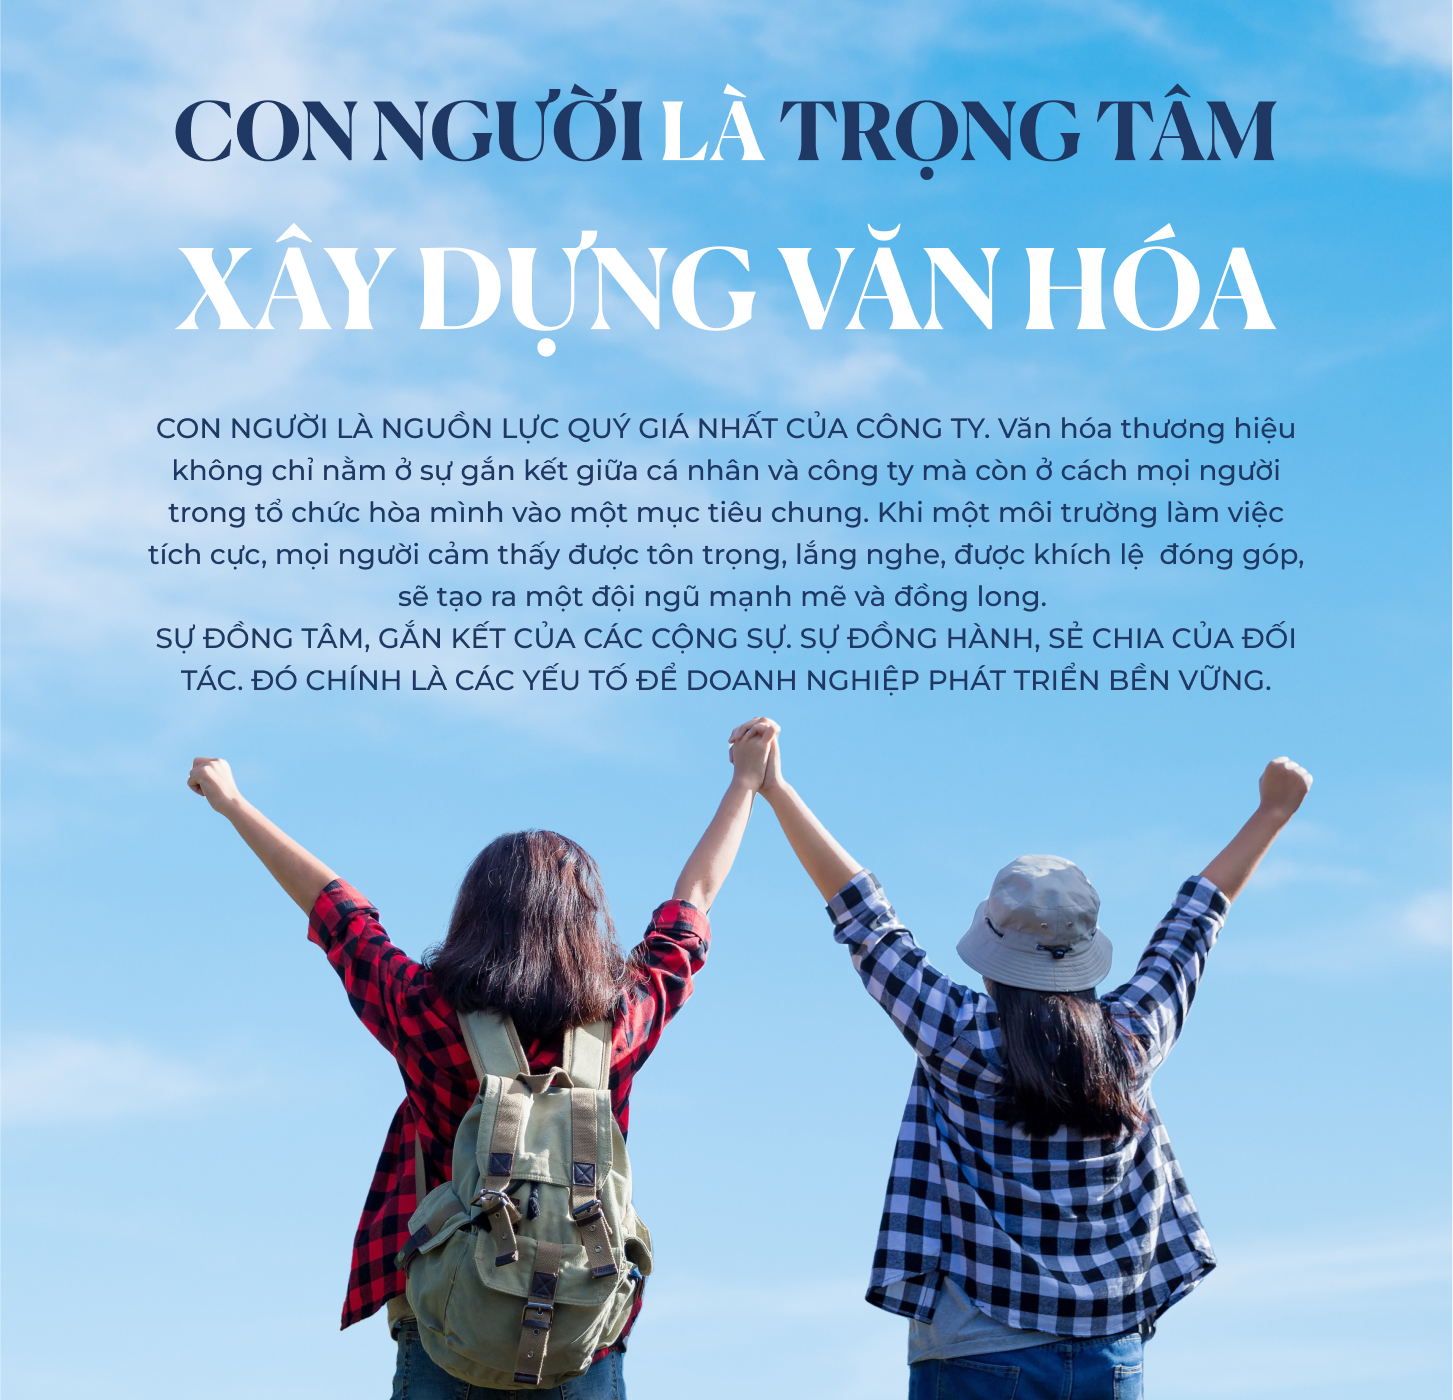 CON NGƯỜI LÀ TRỌNG TÂM
XÂY DỰNG VĂN HÓA
CON NGƯỜI LÀ NGUỒN LỰC QUÝ GIÁ NHẤT CỦA CÔNG TY. Văn hóa thương hiệu
không chỉ nằm ở sự gắn kết giữa cá nhân và công ty mà còn ở cách mọi người
trong tổ chức hòa mình vào một mục tiêu chung. Khi một môi trường làm việc
tích cực, mọi người cảm thấy được tôn trọng, lắng nghe, được khích lệ  đóng góp,
sẽ tạo ra một đội ngũ mạnh mẽ và đồng long.
SỰ ĐỒNG TÂM, GẮN KẾT CỦA CÁC CỘNG SỰ. SỰ ĐỒNG HÀNH, SẺ CHIA CỦA ĐỐI
TÁC. ĐÓ CHÍNH LÀ CÁC YẾU TỐ ĐỂ DOANH NGHIỆP PHÁT TRIỂN BỀN VỮNG.